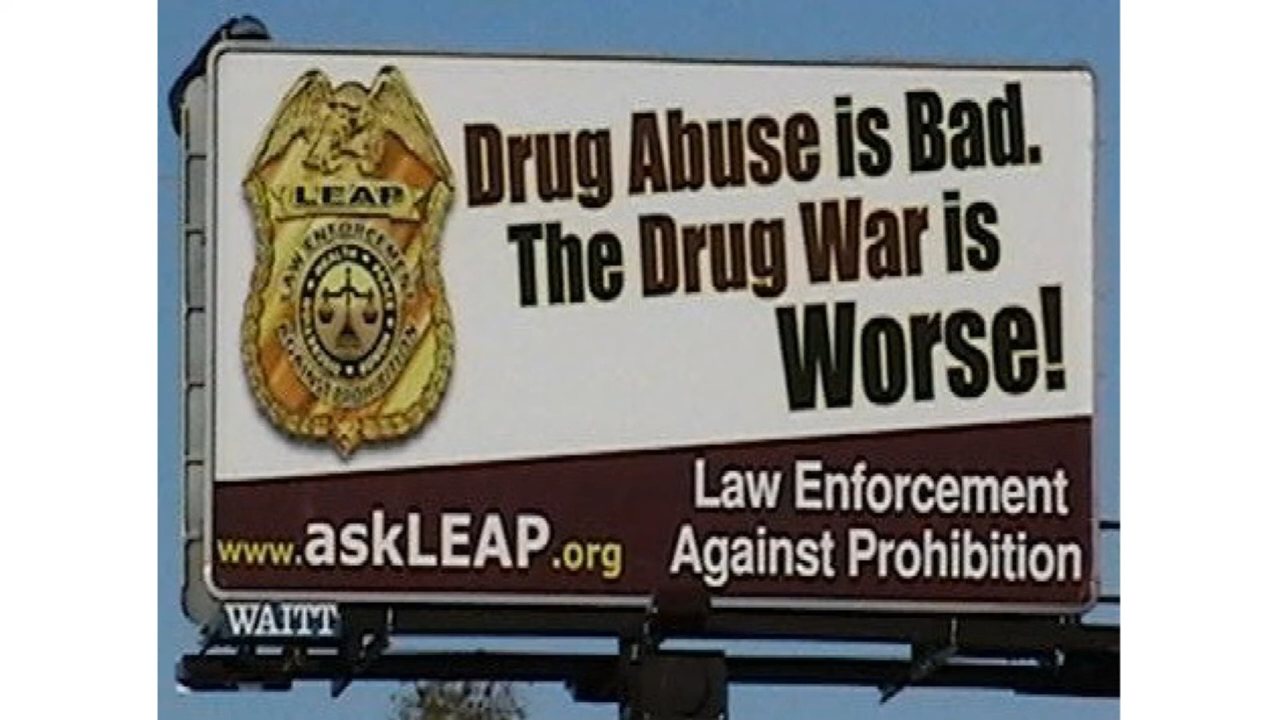 LEAP
LAW ENFORCEMENT
AGAINST PROHIBITION
Drug Abuse is Bad.
The Drug War is
Worse!
www.askLEAP.org
Law Enforcement
Against Prohibition
WAITT